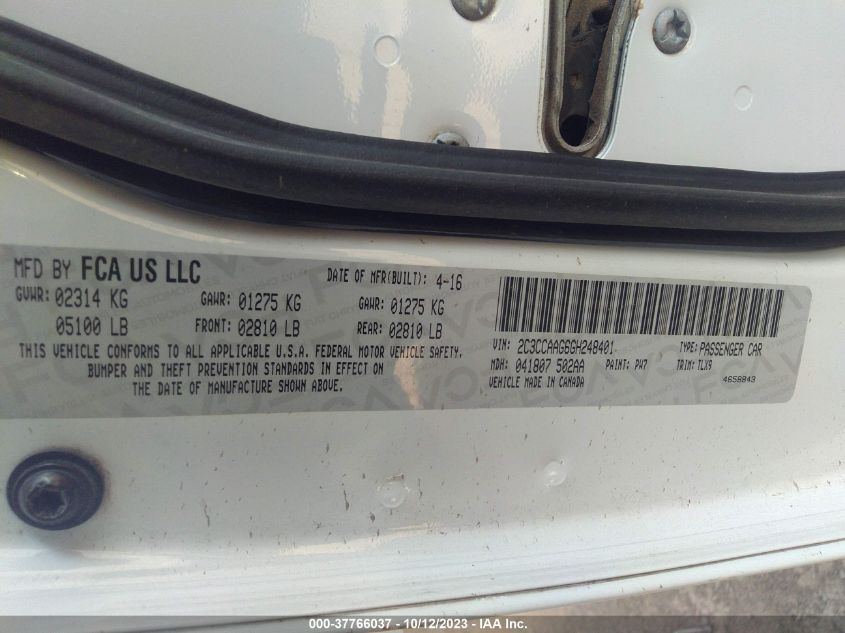 MFD BY FCA US LLC
DATE OF MFR(BUILT): 4-16
GVWR: 02314 KG
GAWR: 01275 KG
GAWR: 01275 KG
05100 LB
FRONT: 02810 LB
REAR: 02810 LB
THIS VEHICLE CONFORMS TO ALL APPLICABLE U.S.A. FEDERAL MOTOR VEHICLE SAFETY,
BUMPER AND THEFT PREVENTION STANDARDS IN EFFECT ON
THE DATE OF MANUFACTURE SHOWN ABOVE.
VIN: 2C3CCAAG6GH248401
TYPE: PASSENGER CAR
MDH: 041807 502AA
PAINT: PW7
TRIM: TLX9
VEHICLE MADE IN CANADA
4658843
000-37766037 - 10/12/2023 - IAA Inc.